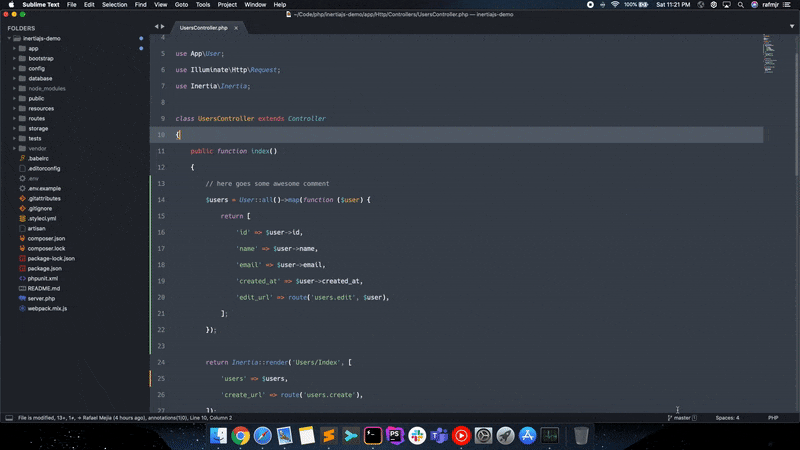 Sublime Text File Edit Selection Find View Goto Tools Project Window Help 100% Sat 11:21 PM rafmjr
~/Code/php/inertiajs-demo/app/Http/Controllers/UsersController.php — inertiajs-demo
FOLDERS
inertiajs-demo
app
bootstrap
config
database
node_modules
public
resources
routes
storage
tests
vendor
.babelrc
.editorconfig
.env
.env.example
.gitattributes
.gitignore
.styleci.yml
artisan
composer.json
composer.lock
package-lock.json
package.json
phpunit.xml
README.md
server.php
webpack.mix.js
UsersController.php ×
4
5 use App\User;
6 use Illuminate\Http\Request;
7 use Inertia\Inertia;
8
9 class UsersController extends Controller
10 {
11 public function index()
12 {
13 // here goes some awesome comment
14 $users = User::all()->map(function ($user) {
15 return [
16 'id' => $user->id,
17 'name' => $user->name,
18 'email' => $user->email,
19 'created_at' => $user->created_at,
20 'edit_url' => route('users.edit', $user),
21 ];
22 });
23
24 return Inertia::render('Users/Index', [
25 'users' => $users,
26 'create_url' => route('users.create'),
27 ]);
File is modified, 13+, 1≠, Rafael Mejia (4 hours ago), annotations(1|0), Line 10, Column 2 master (1) Spaces: 4 PHP